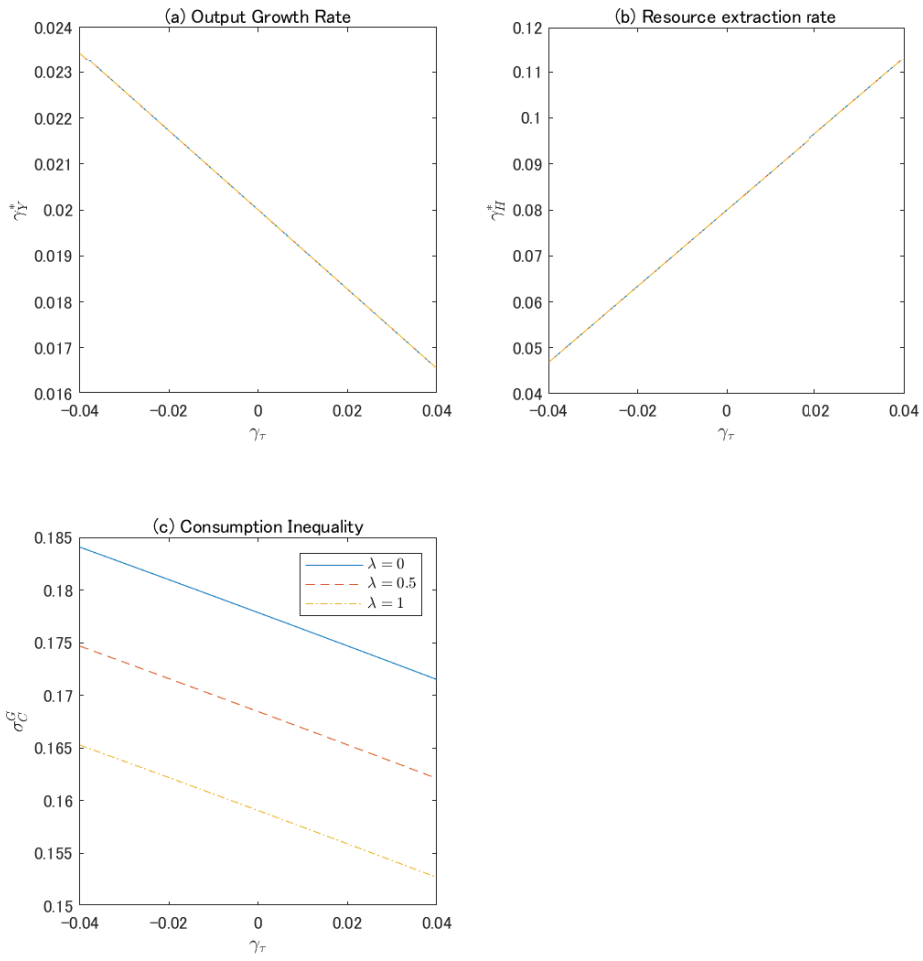 (a) Output Growth Rate
0.024
0.023
0.022
0.021
0.02
0.019
0.018
0.017
0.016
γ*Y
−0.04 −0.02 0 0.02 0.04
γτ
(b) Resource extraction rate
0.12
0.11
0.1
0.09
0.08
0.07
0.06
0.05
0.04
γ*H
−0.04 −0.02 0 0.02 0.04
γτ
(c) Consumption Inequality
0.185
0.18
0.175
0.17
0.165
0.16
0.155
0.15
σGC
λ = 0
λ = 0.5
λ = 1
−0.04 −0.02 0 0.02 0.04
γτ